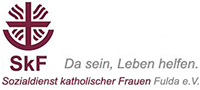 SkF Da sein, Leben helfen.
Sozialdienst katholischer Frauen Fulda e.V.